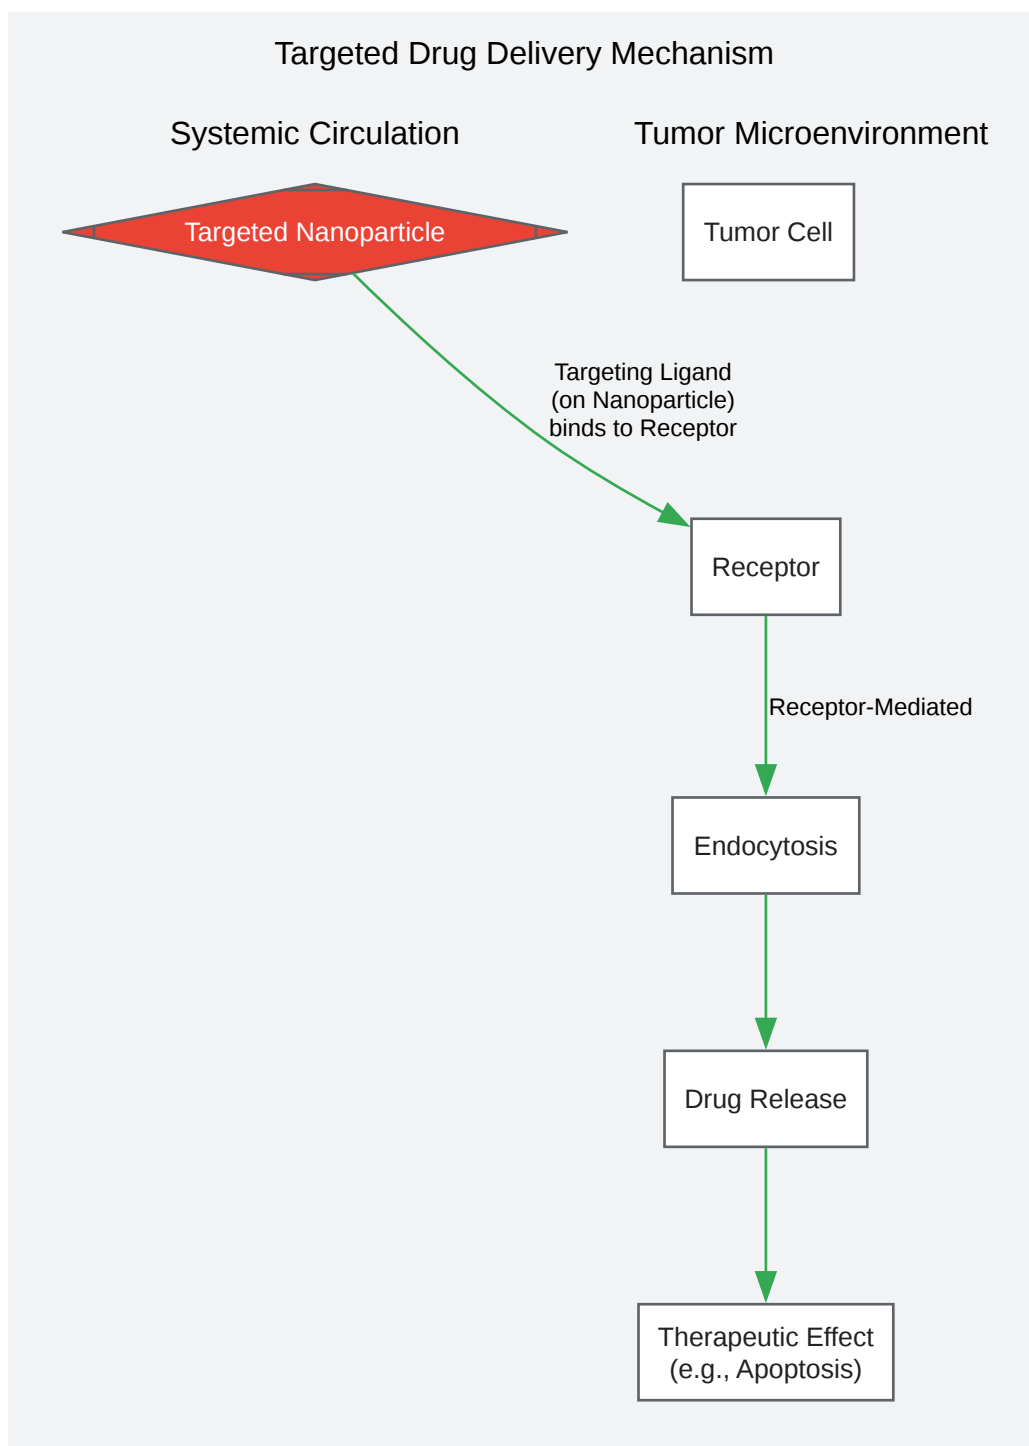 Targeted Drug Delivery Mechanism
Systemic Circulation
Tumor Microenvironment
Targeted Nanoparticle
Tumor Cell
Targeting Ligand
(on Nanoparticle)
binds to Receptor
Receptor
Receptor-Mediated
Endocytosis
Drug Release
Therapeutic Effect
(e.g., Apoptosis)